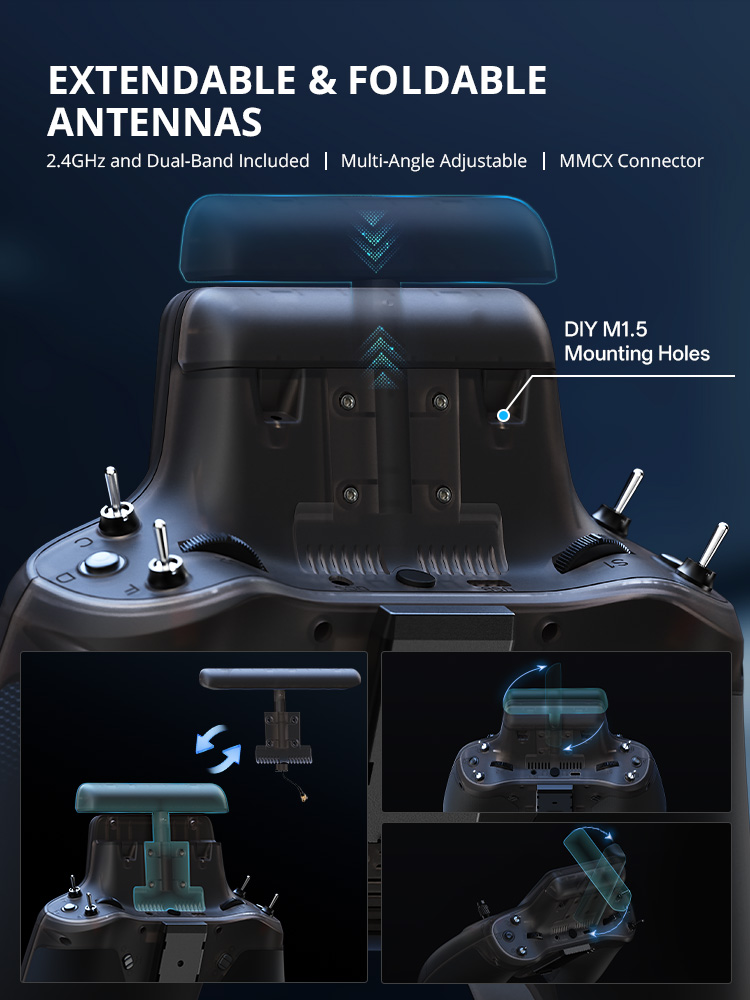 EXTENDABLE & FOLDABLE
ANTENNAS
2.4GHz and Dual-Band Included | Multi-Angle Adjustable | MMCX Connector
DIY M1.5
Mounting Holes
C
D
F
S1